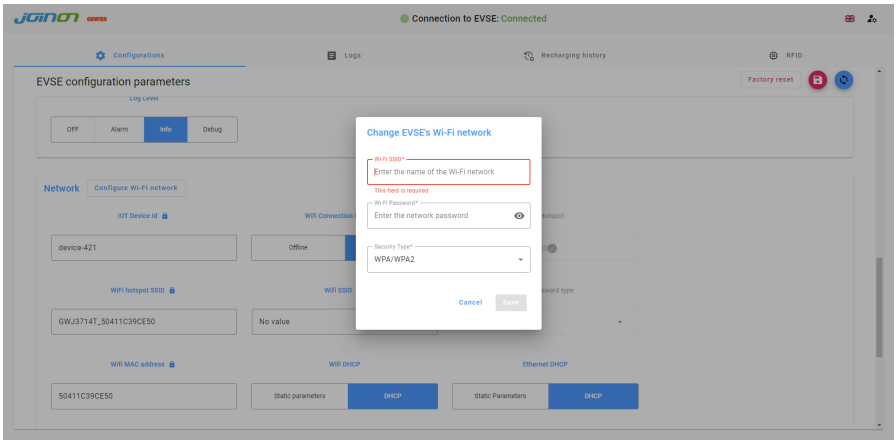 JOINON GEWISS
Connection to EVSE: Connected
Configurations
Logs
Recharging history
RFID
EVSE configuration parameters
Factory reset
Log Level
OFF
Alarm
Info
Debug
Change EVSE's Wi-Fi network
Wi-Fi SSID*
Enter the name of the Wi-Fi network
This field is required
Wi-Fi Password*
Enter the network password
Security Type*
WPA/WPA2
Cancel
Save
Network
Configure Wi-Fi network
IOT Device Id
Wifi Connection
Hotspot
device-421
Offline
WiFi hotspot SSID
Wifi SSID
GWJ3714T_50411C39CE50
No value
Wifi MAC address
Wifi DHCP
Ethernet DHCP
50411C39CE50
Static parameters
DHCP
Static Parameters
DHCP